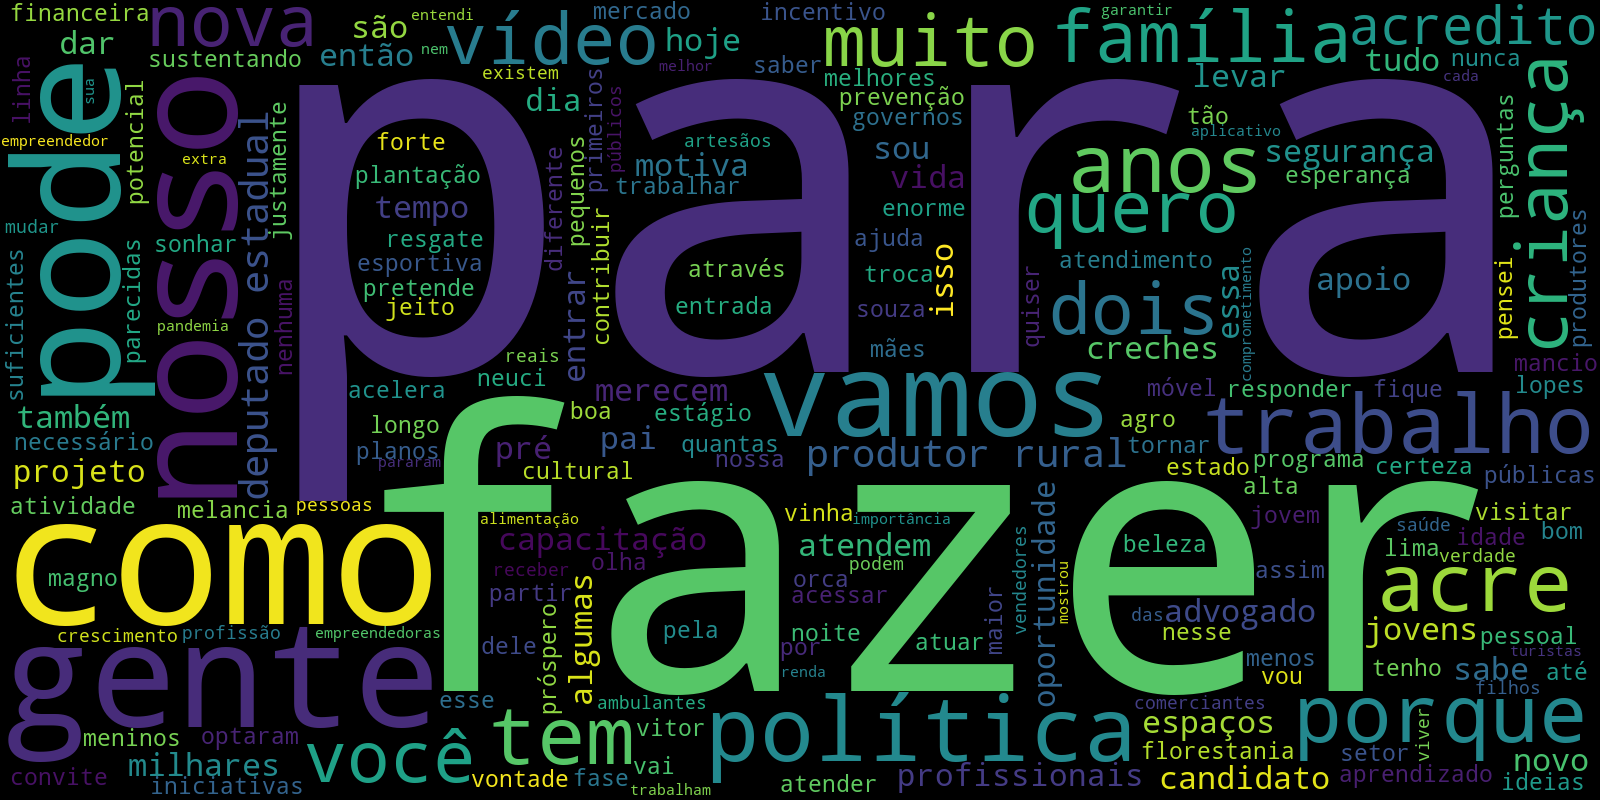 financeira
nova
são
entendi
vídeo
mercado
incentivo
muito
garantir
família
acredito
dar
sustentando
então
nem
hoje
melhor
saber
tudo
nunca
linha
pode
sua
nosso
existem
dia
melhores
prevenção
governos
levar
cada
criança
empreendedor
potencial
extra
deputado estadual
justamente
para
forte
plantação
tempo
resgate
esportiva
pretende
jeito
diferente
pequenos
primeiros
públicos
artesãos
motiva
trabalhar
através
entrada
contribuir
entrar
sou
vida
enorme
ajuda
troca
souza
isso
mães
tão
aplicativo
anos
quero
segurança
esperança
perguntas
atendimento
essa
comprometimento
apoio
dois
quiser
creches
pensei
produtores
mancio
lopes
mudar
suficientes
parecidas
sonhar
pandemia
nenhuma
reais
neuci
acelera
merecem
vamos
móvel
responder
fique
também
necessário
longo
planos
pararam
pré
boa
pai
estágio
quantas
nossa
agro
tornar
produtor rural
trabalho
projeto
atividade
melancia
pessoas
fazer
cultural
estado
programa
certeza
públicas
alta
como
magno
alimentação
capacitação
receber
olha
vinha
importância
atendem
podem
vendedores
oportunidade
mostrou
beleza
jovem
saúde
visitar
idade
bom
lima
verdade
crescimento
profissão
empreendedoras
partir
algumas
orca
acessar
assim
acre
das
advogado
nesse
gente
dele
próspero
pela
noite
por
atuar
maior
renda
jovens
pessoal
turistas
menos
tenho
sabe
até
vou
filhos
esse
ambulantes
comerciantes
meninos
optaram
você
tem
vitor
política
espaços
porque
convite
milhares
iniciativas
vontade
fase
vai
trabalham
atender
profissionais
florestania
candidato
setor
viver
aprendizado
novo
ideias